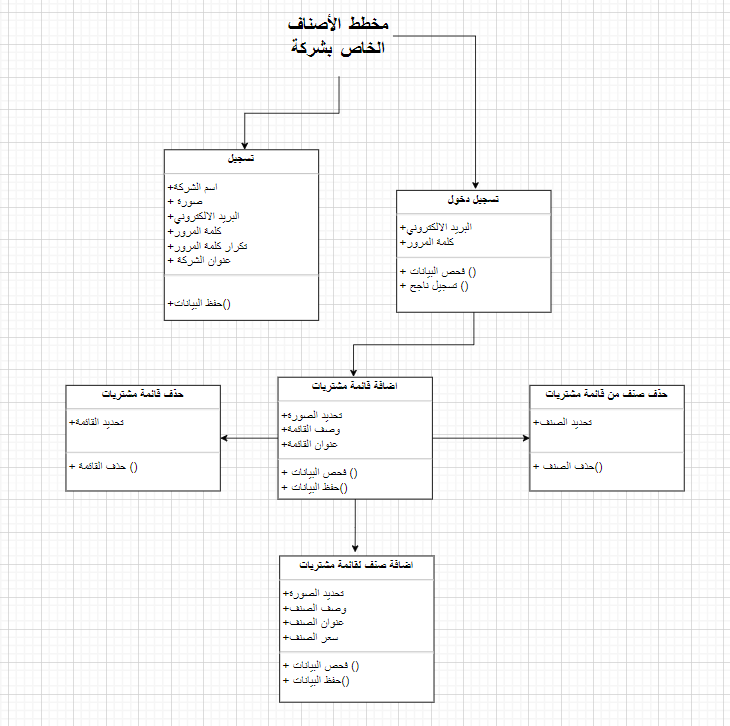 مخطط الأصناف
الخاص بشركة
تسجيل
+اسم الشركة
+ صورة
+البريد الالكتروني
+كلمة المرور
+تكرار كلمة المرور
+ عنوان الشركة
+حفظ البيانات()
تسجيل دخول
+البريد الالكتروني
+كلمة المرور
+ فحص البيانات ()
+ تسجيل ناجح ()
اضافة قائمة مشتريات
+تحديد الصورة
+وصف القائمة
+عنوان القائمة
+ فحص البيانات ()
+ حفظ البيانات()
حذف قائمة مشتريات
+تحديد القائمة
+ حذف القائمة ()
حذف صنف من قائمة مشتريات
+تحديد الصنف
+ حذف الصنف()
اضافة صنف لقائمة مشتريات
+تحديد الصورة
+وصف الصنف
+عنوان الصنف
+سعر الصنف
+ فحص البيانات ()
+ حفظ البيانات()